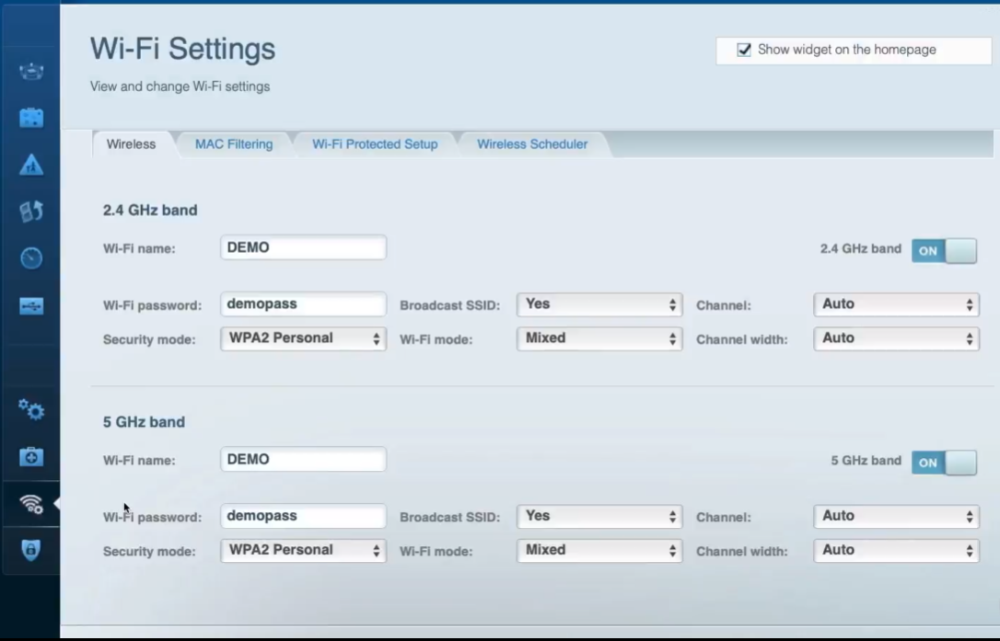 Wi-Fi Settings
Show widget on the homepage
View and change Wi-Fi settings
Wireless MAC Filtering Wi-Fi Protected Setup Wireless Scheduler
2.4 GHz band
Wi-Fi name: DEMO 2.4 GHz band ON
Wi-Fi password: demopass Broadcast SSID: Yes Channel: Auto
Security mode: WPA2 Personal Wi-Fi mode: Mixed Channel width: Auto
5 GHz band
Wi-Fi name: DEMO 5 GHz band ON
Wi-Fi password: demopass Broadcast SSID: Yes Channel: Auto
Security mode: WPA2 Personal Wi-Fi mode: Mixed Channel width: Auto